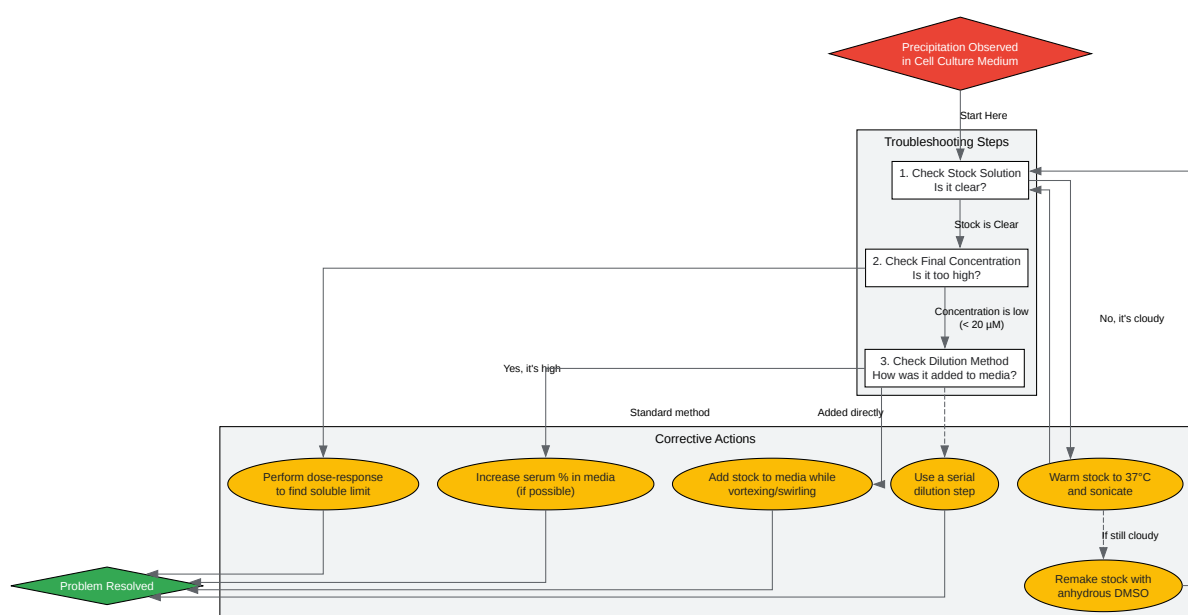 Precipitation Observed
in Cell Culture Medium
Start Here
Troubleshooting Steps
1. Check Stock Solution
Is it clear?
Stock is Clear
2. Check Final Concentration
Is it too high?
Concentration is low
(< 20 µM)
No, it's cloudy
3. Check Dilution Method
How was it added to media?
Yes, it's high
Standard method
Added directly
Corrective Actions
Perform dose-response
to find soluble limit
Increase serum % in media
(if possible)
Add stock to media while
vortexing/swirling
Use a serial
dilution step
Warm stock to 37°C
and sonicate
If still cloudy
Problem Resolved
Remake stock with
anhydrous DMSO